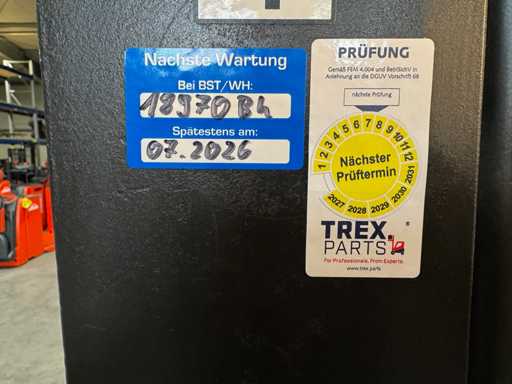 Nächste Wartung
Bei BST/WH:
18970 Bh
Spätestens am:
07.2026
PRÜFUNG
Gemäß FEM 4.004 und BetrSichV in
Anlehnung an die DGUV Vorschrift 68
nächste Prüfung
1 2 3 4 5 6 7 8 9 10 11 12
Nächster
Prüftermin
2027 2028 2029 2030 2031
TREX.
PARTS
®
For Professionals. From Experts.
www.trex.parts